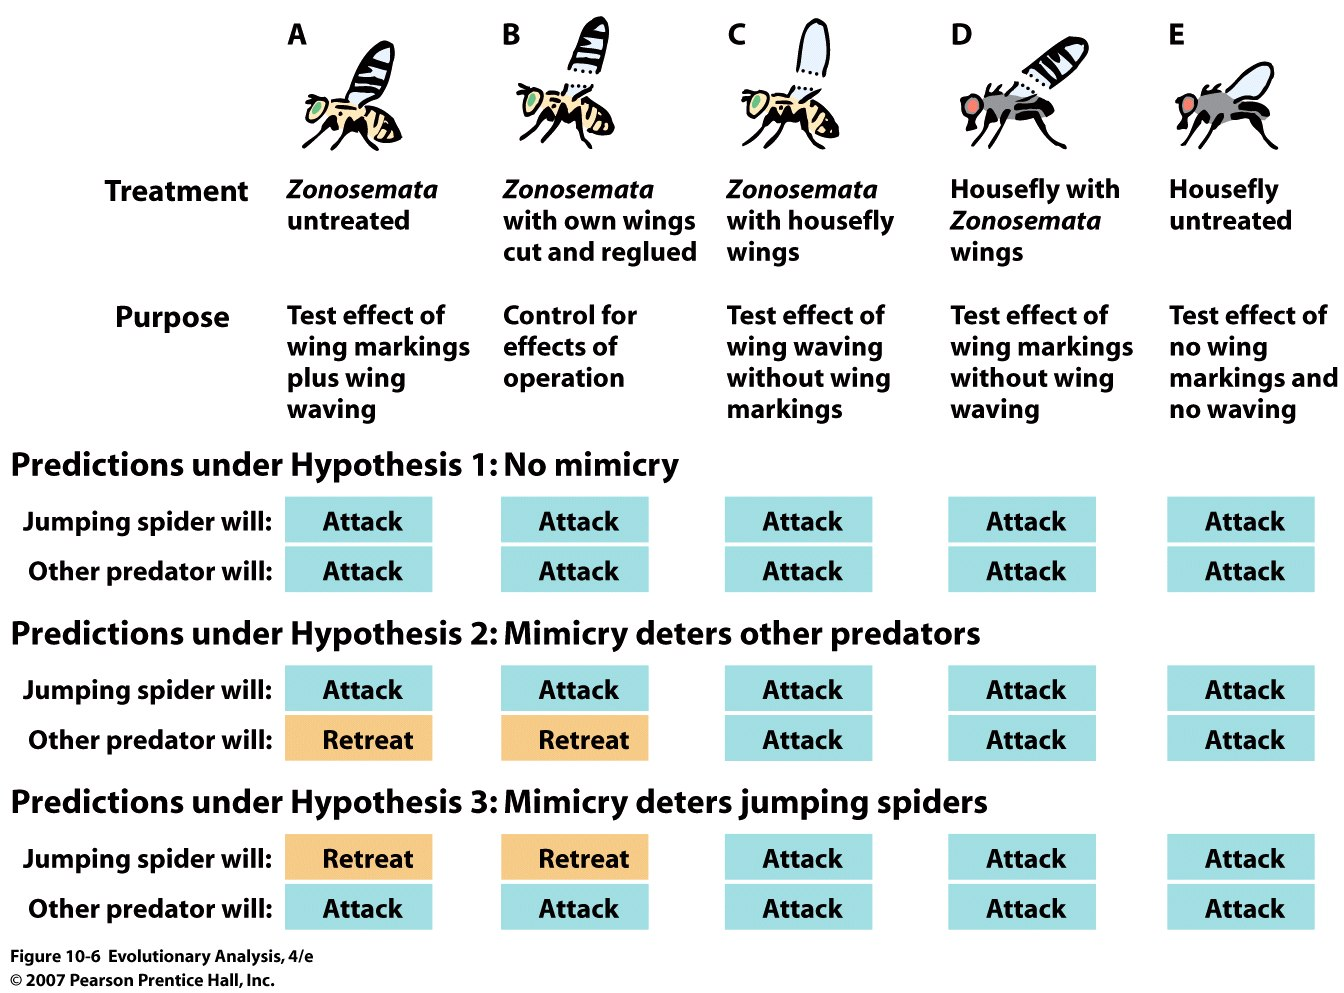 A B C D E
Treatment
Zonosemata
untreated
Zonosemata
with own wings
cut and reglued
Zonosemata
with housefly
wings
Housefly with
Zonosemata
wings
Housefly
untreated
Purpose
Test effect of
wing markings
plus wing
waving
Control for
effects of
operation
Test effect of
wing waving
without wing
markings
Test effect of
wing markings
without wing
waving
Test effect of
no wing
markings and
no waving
Predictions under Hypothesis 1: No mimicry
Jumping spider will: Attack Attack Attack Attack Attack
Other predator will: Attack Attack Attack Attack Attack
Predictions under Hypothesis 2: Mimicry deters other predators
Jumping spider will: Attack Attack Attack Attack Attack
Other predator will: Retreat Retreat Attack Attack Attack
Predictions under Hypothesis 3: Mimicry deters jumping spiders
Jumping spider will: Retreat Retreat Attack Attack Attack
Other predator will: Attack Attack Attack Attack Attack
Figure 10-6 Evolutionary Analysis, 4/e
© 2007 Pearson Prentice Hall, Inc.